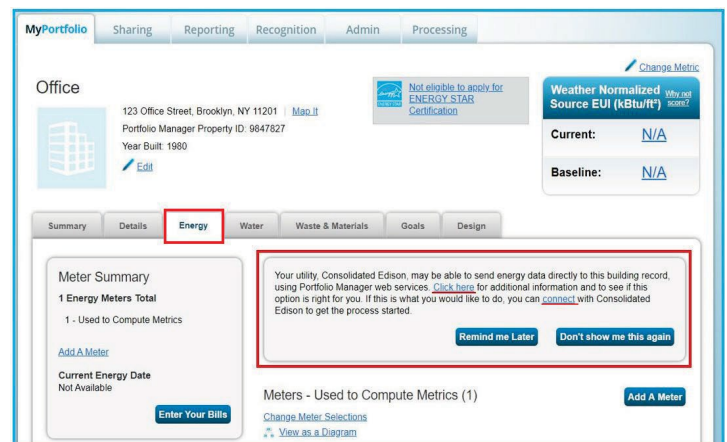 MyPortfolio Sharing Reporting Recognition Admin Processing
Change Metric
Office
123 Office Street, Brooklyn, NY 11201 | Map It
Portfolio Manager Property ID: 9847827
Year Built: 1980
Edit
Not eligible to apply for
ENERGY STAR
Certification
Weather Normalized Why not
Source EUI (kBtu/ft²) score?
Current: N/A
Baseline: N/A
Summary Details Energy Water Waste & Materials Goals Design
Meter Summary
1 Energy Meters Total
1 - Used to Compute Metrics
Add A Meter
Current Energy Date
Not Available
Enter Your Bills
Your utility, Consolidated Edison, may be able to send energy data directly to this building record,
using Portfolio Manager web services. Click here for additional information and to see if this
option is right for you. If this is what you would like to do, you can connect with Consolidated
Edison to get the process started.
Remind me Later Don't show me this again
Meters - Used to Compute Metrics (1)
Add A Meter
Change Meter Selections
View as a Diagram